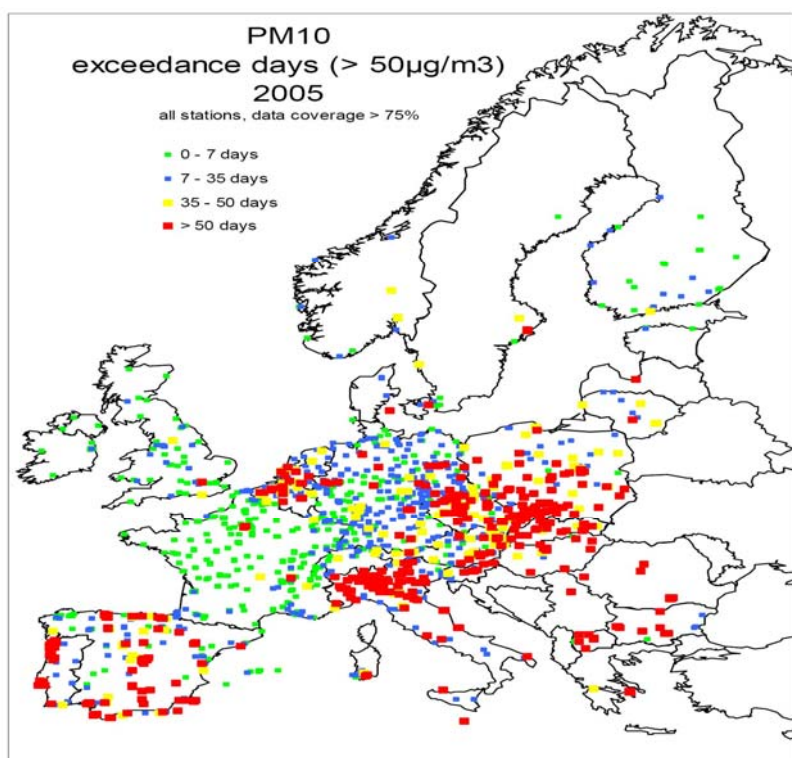 PM10
exceedance days (> 50µg/m3)
2005
all stations, data coverage > 75%
0 - 7 days
7 - 35 days
35 - 50 days
> 50 days